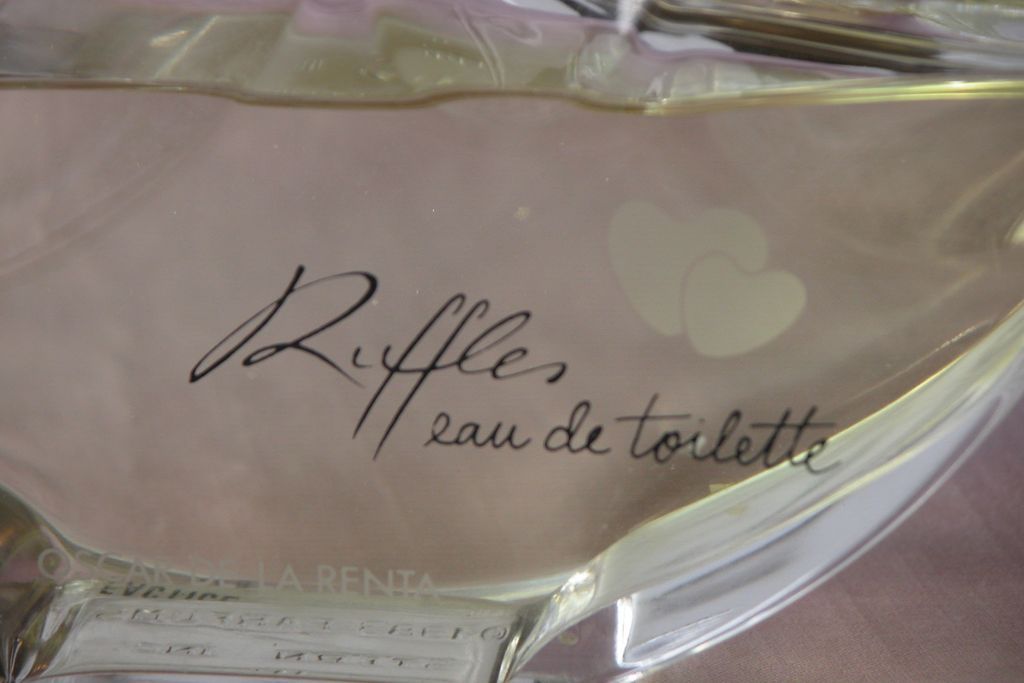 Ruffles
eau de toilette
OSCAR DE LA RENTA